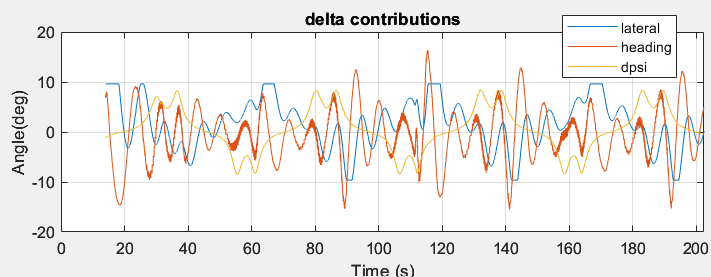 delta contributions
lateral
heading
dpsi
Angle(deg)
20
10
0
-10
-20
0 20 40 60 80 100 120 140 160 180 200
Time (s)